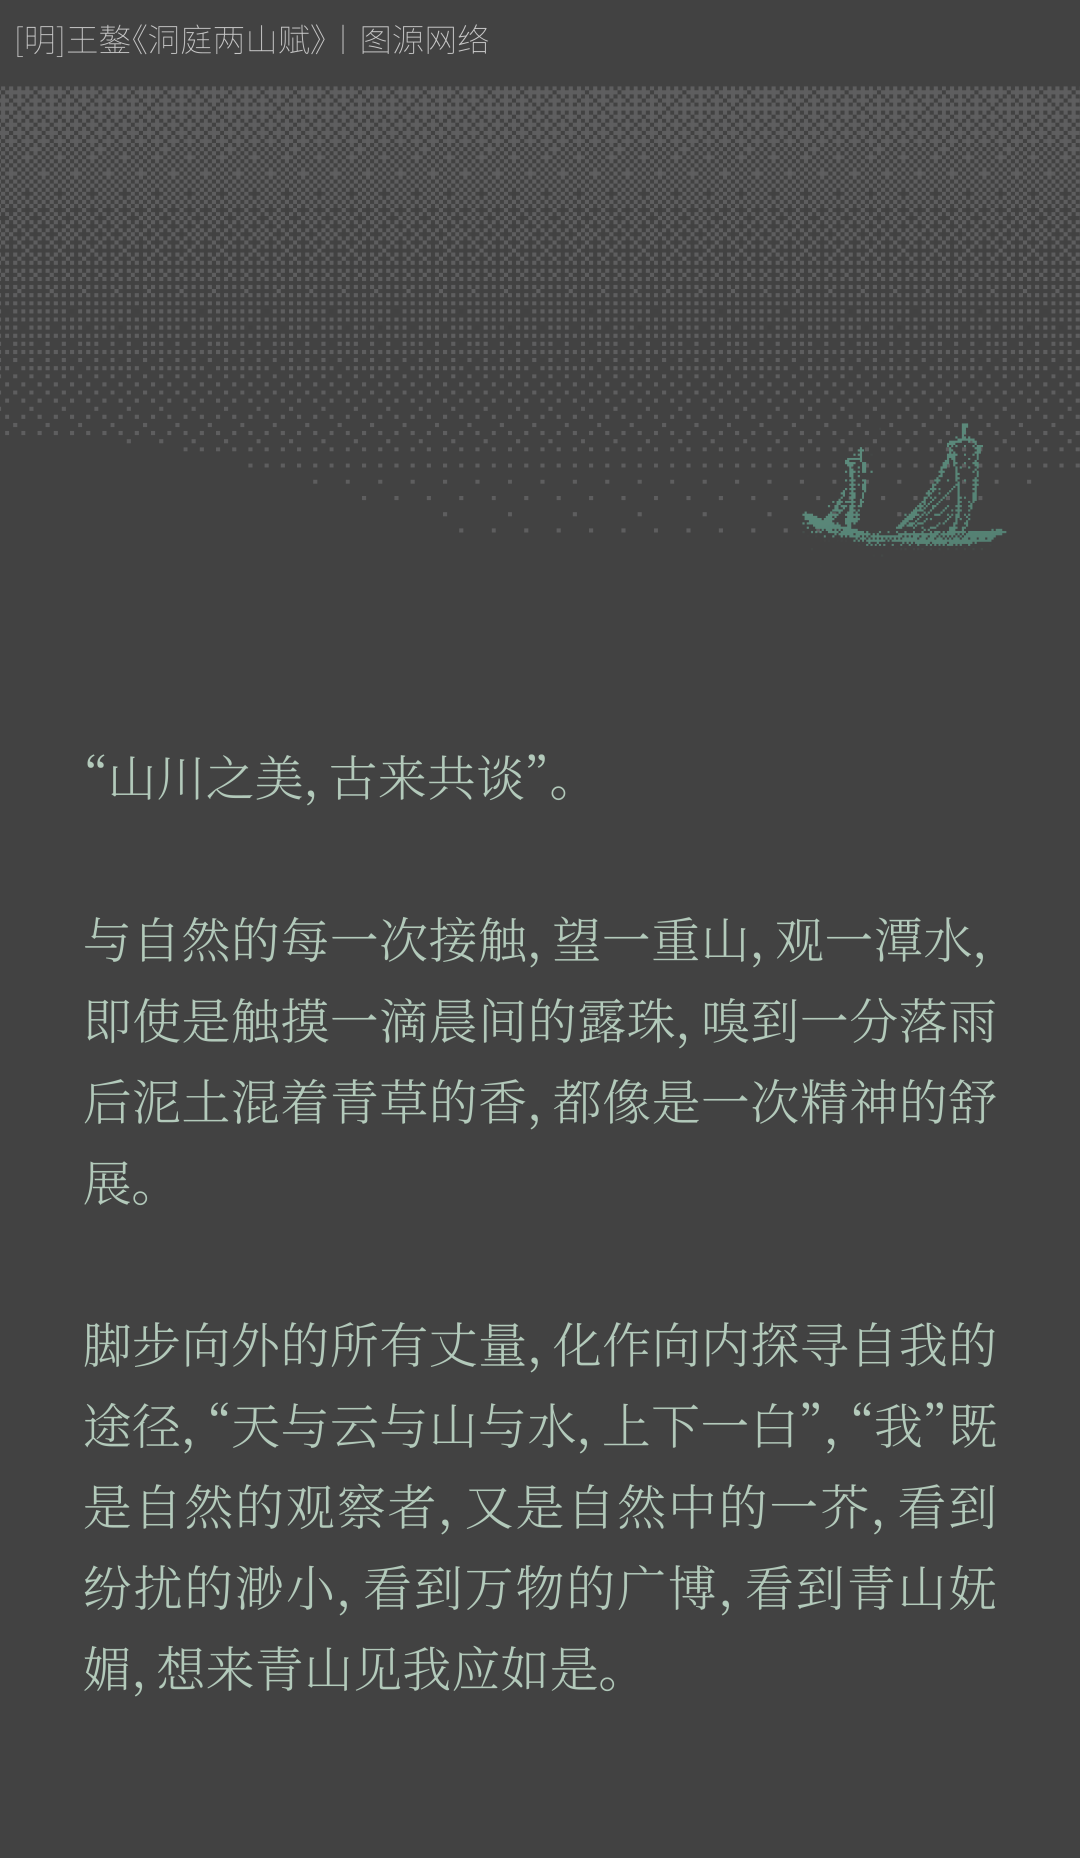 [明]王鏊《洞庭两山赋》｜图源网络
“山川之美, 古来共谈”。
与自然的每一次接触, 望一重山, 观一潭水,
即使是触摸一滴晨间的露珠, 嗅到一分落雨
后泥土混着青草的香, 都像是一次精神的舒
展。
脚步向外的所有丈量, 化作向内探寻自我的
途径, “天与云与山与水, 上下一白”, “我”既
是自然的观察者, 又是自然中的一芥, 看到
纷扰的渺小, 看到万物的广博, 看到青山妩
媚, 想来青山见我应如是。